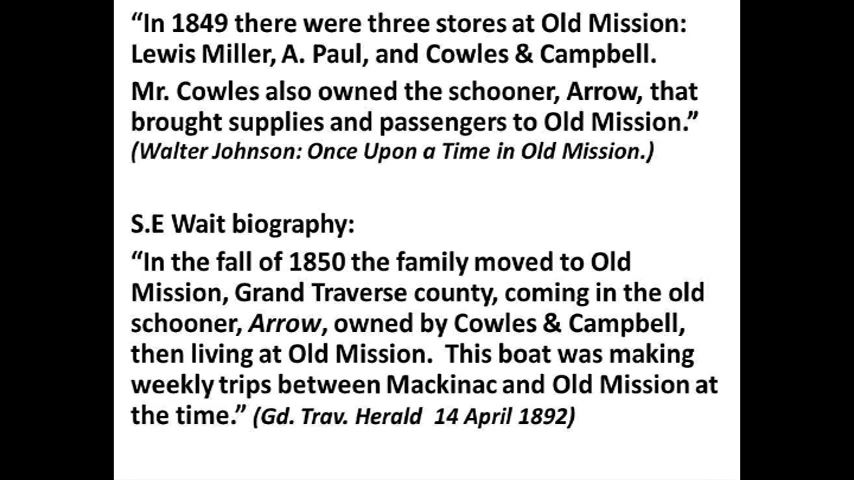 “In 1849 there were three stores at Old Mission:
Lewis Miller, A. Paul, and Cowles & Campbell.
Mr. Cowles also owned the schooner, Arrow, that
brought supplies and passengers to Old Mission.”
(Walter Johnson: Once Upon a Time in Old Mission.)
S.E Wait biography:
“In the fall of 1850 the family moved to Old
Mission, Grand Traverse county, coming in the old
schooner, Arrow, owned by Cowles & Campbell,
then living at Old Mission.  This boat was making
weekly trips between Mackinac and Old Mission at
the time.” (Gd. Trav. Herald  14 April 1892)